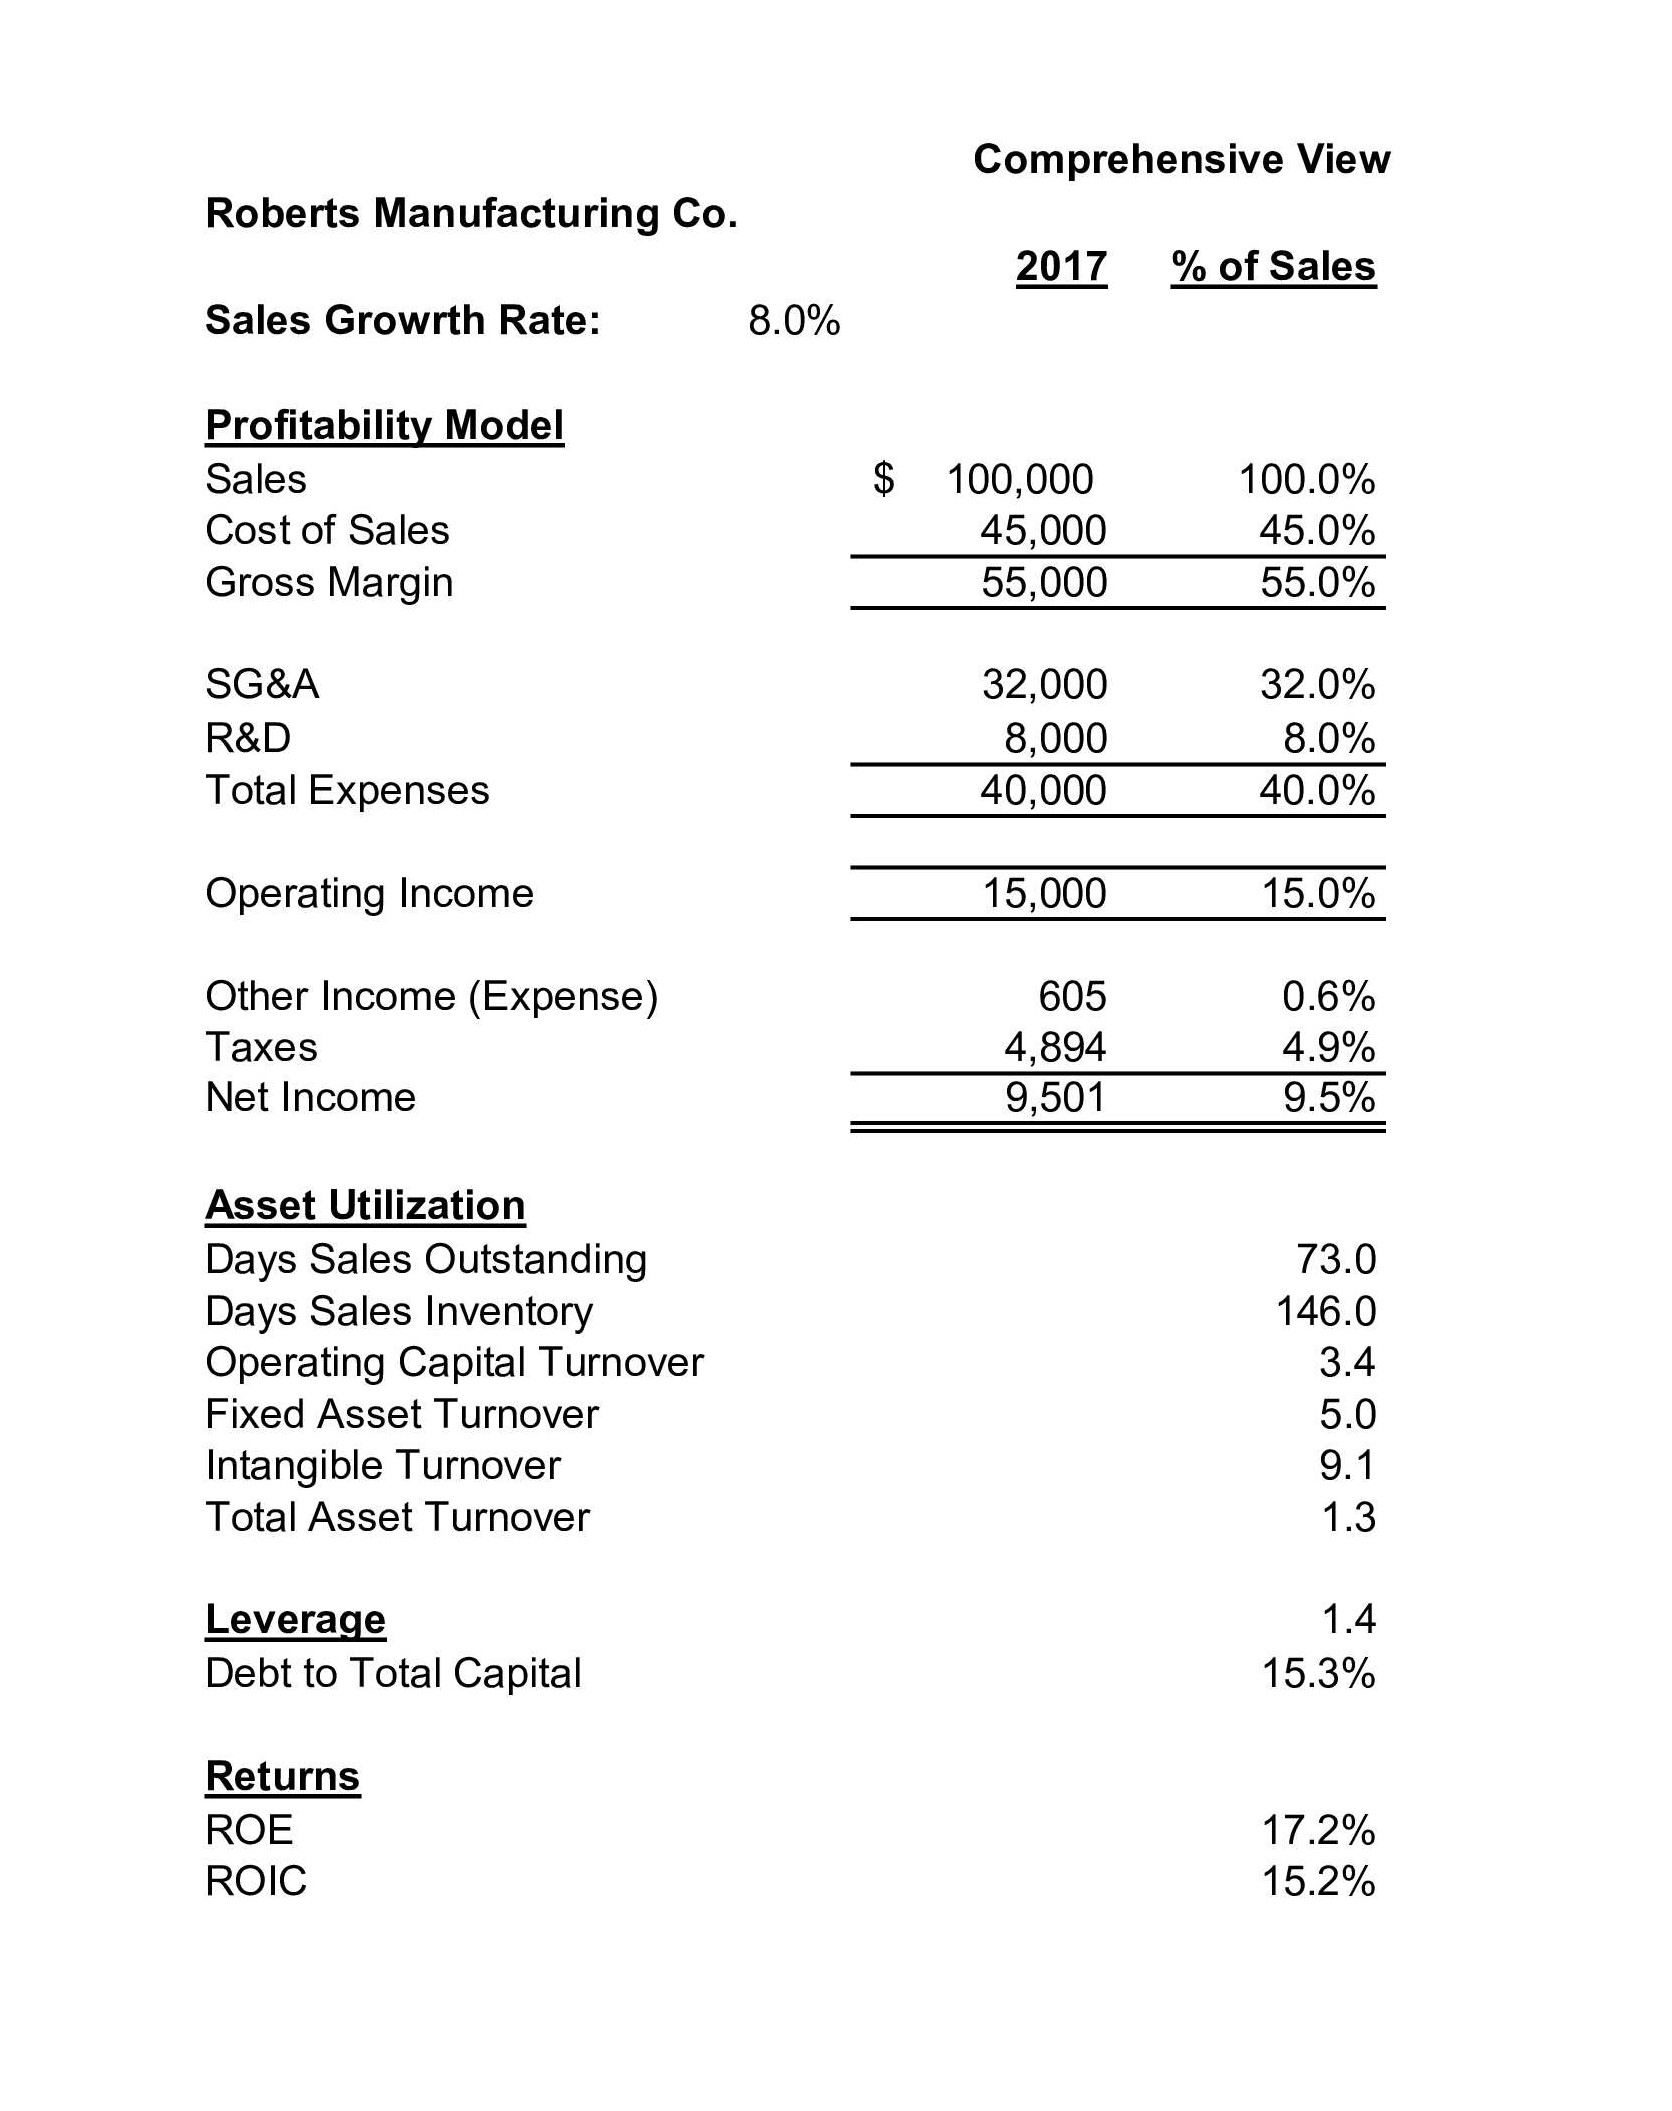 Comprehensive View
Roberts Manufacturing Co.
2017 % of Sales
Sales Growrth Rate: 8.0%
Profitability Model
Sales $ 100,000 100.0%
Cost of Sales 45,000 45.0%
Gross Margin 55,000 55.0%
SG&A 32,000 32.0%
R&D 8,000 8.0%
Total Expenses 40,000 40.0%
Operating Income 15,000 15.0%
Other Income (Expense) 605 0.6%
Taxes 4,894 4.9%
Net Income 9,501 9.5%
Asset Utilization
Days Sales Outstanding 73.0
Days Sales Inventory 146.0
Operating Capital Turnover 3.4
Fixed Asset Turnover 5.0
Intangible Turnover 9.1
Total Asset Turnover 1.3
Leverage 1.4
Debt to Total Capital 15.3%
Returns
ROE 17.2%
ROIC 15.2%